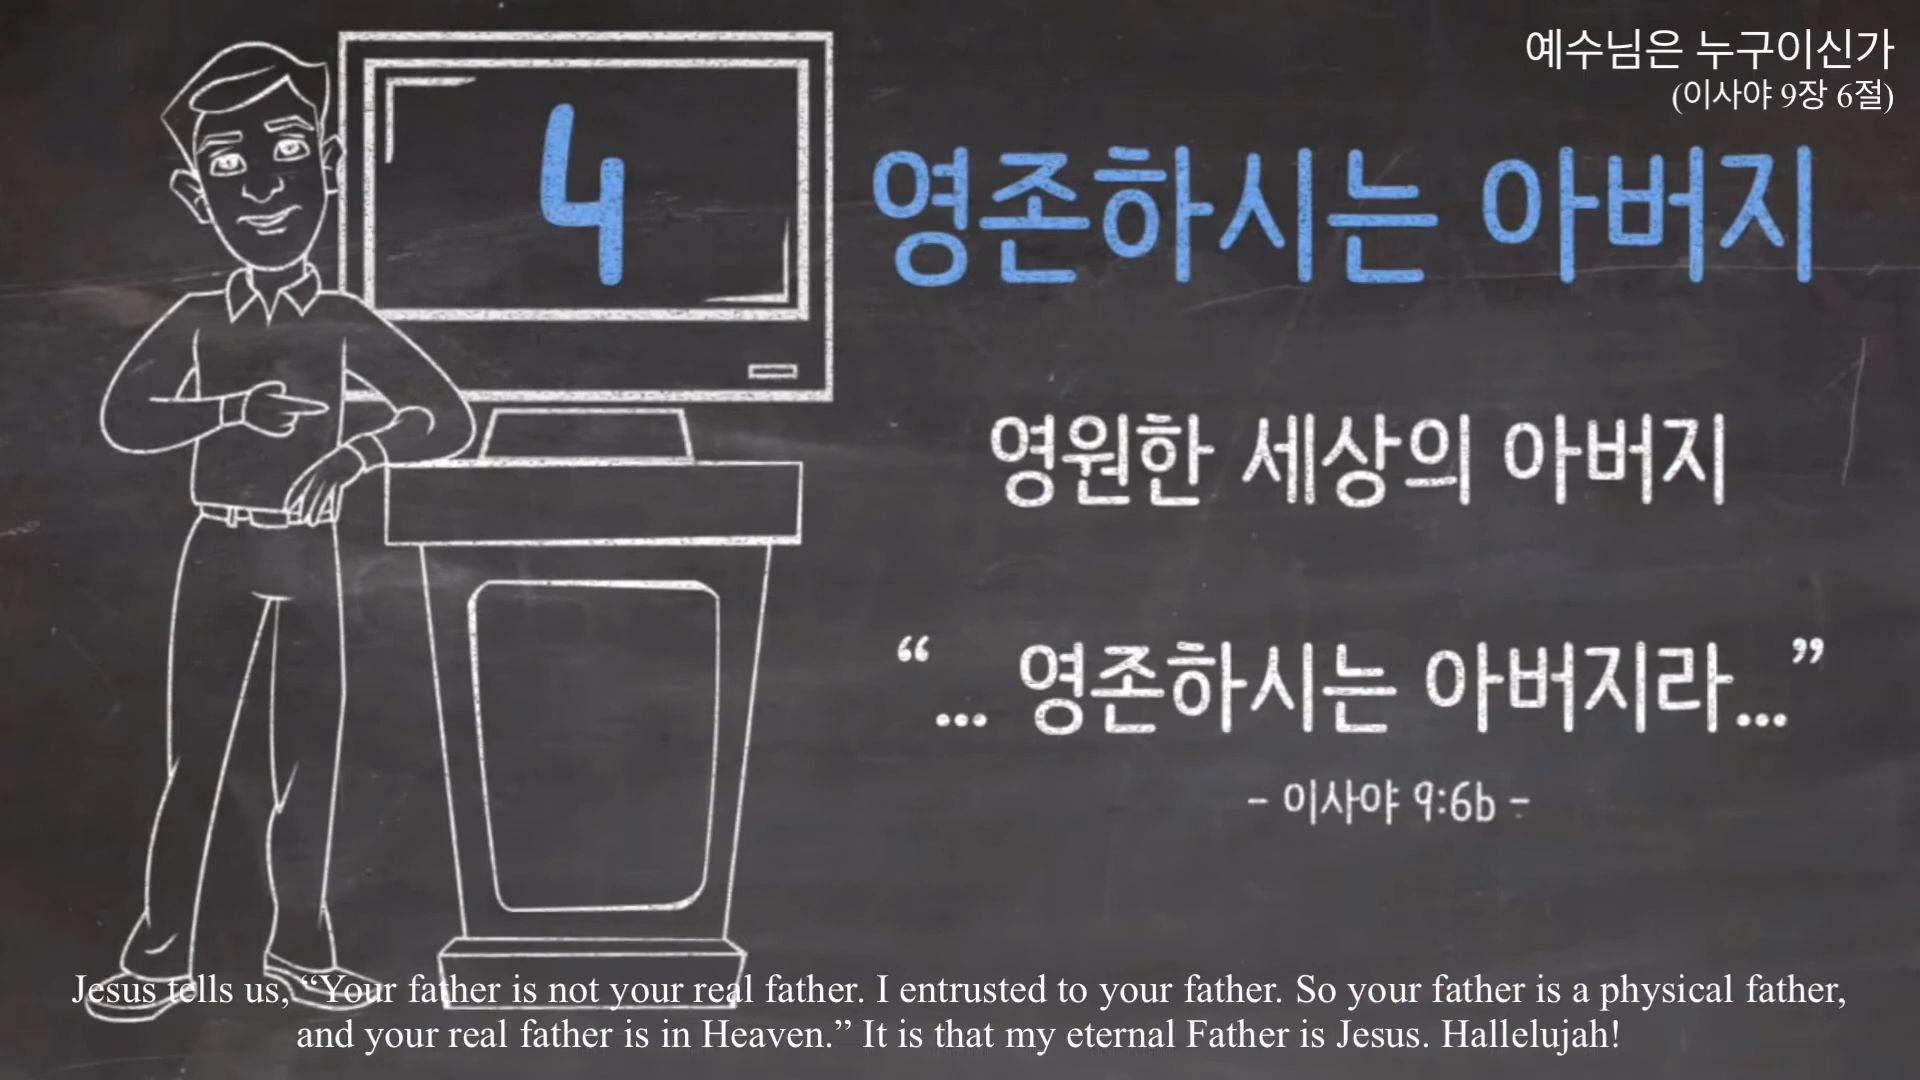 예수님은 누구이신가
(이사야 9장 6절)
4
영존하시는 아버지
영원한 세상의 아버지
“... 영존하시는 아버지라...”
- 이사야 9:6b -
Jesus tells us, “Your father is not your real father. I entrusted to your father. So your father is a physical father,
and your real father is in Heaven.” It is that my eternal Father is Jesus. Hallelujah!